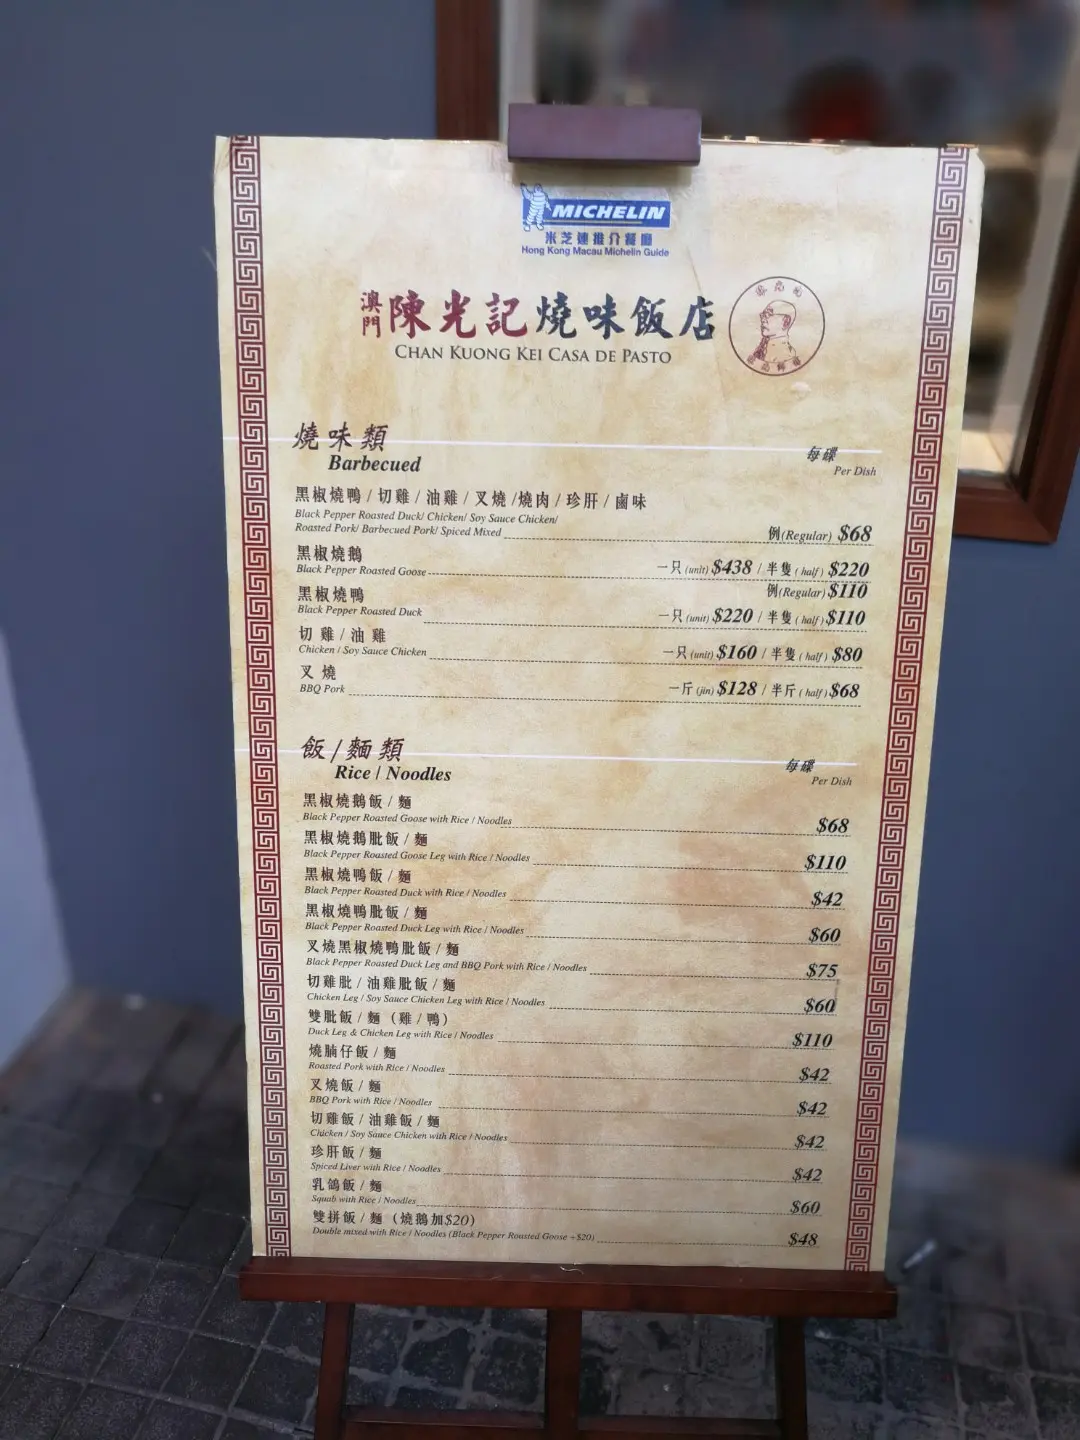 MICHELIN
米芝連推介餐廳
Hong Kong Macau Michelin Guide
澳門陳光記燒味飯店
CHAN KUONG KEI CASA DE PASTO
燒味類
Barbecued
每碟
Per Dish
黑椒燒鴨 / 切雞 / 油雞 / 叉燒 /燒肉 / 珍肝 / 鹵味
Black Pepper Roasted Duck/ Chicken/ Soy Sauce Chicken/
Roasted Pork/ Barbecued Pork/ Spiced Mixed 例(Regular) $68
黑椒燒鵝
Black Pepper Roasted Goose 一只(unit) $438 / 半隻(half) $220
例(Regular) $110
黑椒燒鴨
Black Pepper Roasted Duck 一只(unit) $220 / 半隻(half) $110
切雞 / 油雞
Chicken / Soy Sauce Chicken 一只(unit) $160 / 半隻(half) $80
叉燒
BBQ Pork 一斤(jin) $128 / 半斤(half) $68
飯/麵類
Rice / Noodles
每碟
Per Dish
黑椒燒鵝飯 / 麵
Black Pepper Roasted Goose with Rice / Noodles $68
黑椒燒鵝肶飯 / 麵
Black Pepper Roasted Goose Leg with Rice / Noodles $110
黑椒燒鴨飯 / 麵
Black Pepper Roasted Duck with Rice / Noodles $42
黑椒燒鴨肶飯 / 麵
Black Pepper Roasted Duck Leg with Rice / Noodles $60
叉燒黑椒燒鴨肶飯 / 麵
Black Pepper Roasted Duck Leg and BBQ Pork with Rice / Noodles $75
切雞肶 / 油雞肶飯 / 麵
Chicken Leg / Soy Sauce Chicken Leg with Rice / Noodles $60
雙肶飯 / 麵 (雞 / 鴨)
Duck Leg & Chicken Leg with Rice / Noodles $110
燒腩仔飯 / 麵
Roasted Pork with Rice / Noodles $42
叉燒飯 / 麵
BBQ Pork with Rice / Noodles $42
切雞飯 / 油雞飯 / 麵
Chicken / Soy Sauce Chicken with Rice / Noodles $42
珍肝飯 / 麵
Spiced Liver with Rice / Noodles $42
乳鴿飯 / 麵
Squab with Rice / Noodles $60
雙拼飯 / 麵 (燒鵝加$20)
Double mixed with Rice / Noodles (Black Pepper Roasted Goose +$20) $48